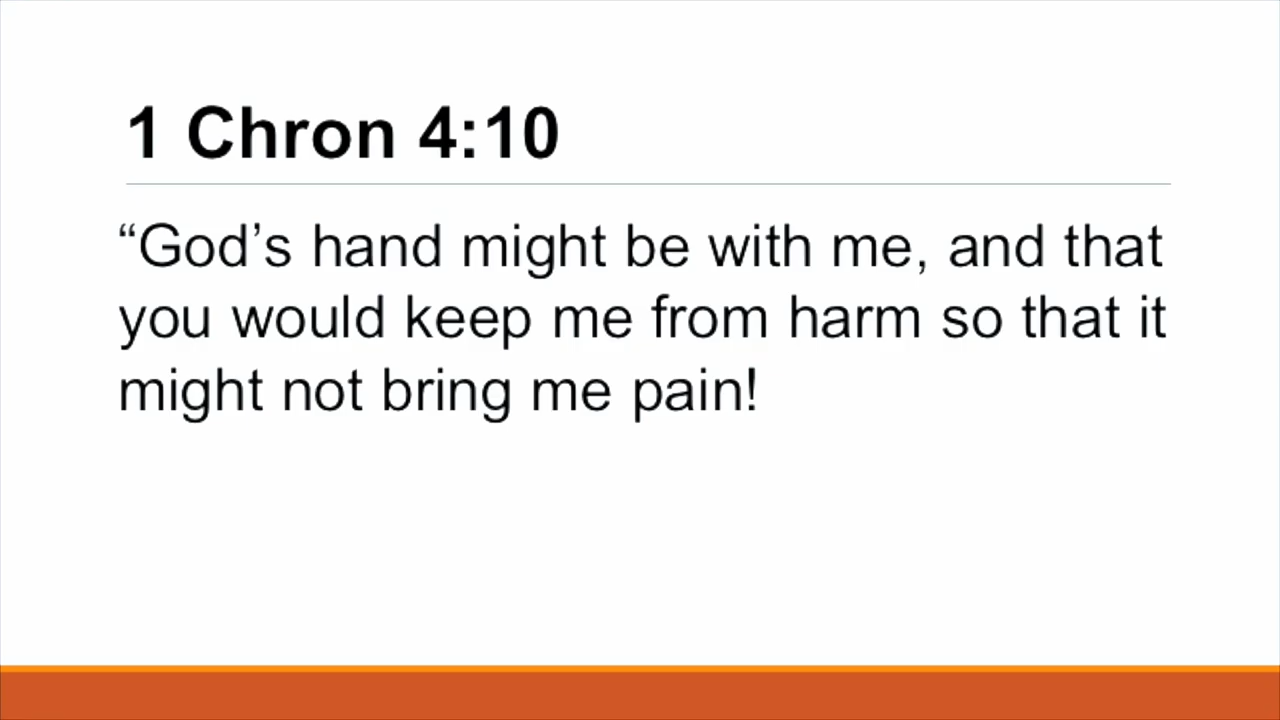 1 Chron 4:10
“God’s hand might be with me, and that
you would keep me from harm so that it
might not bring me pain!